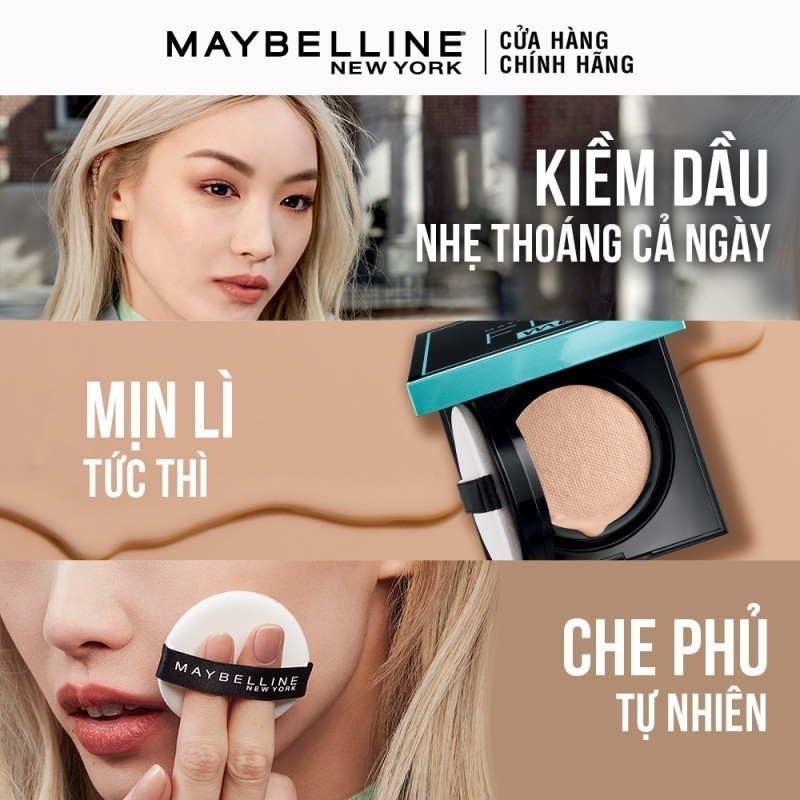 MAYBELLINE
NEW YORK
CỬA HÀNG
CHÍNH HÃNG
KIỀM DẦU
NHẸ THOÁNG CẢ NGÀY
MỊN LÌ
TỨC THÌ
MAYBELLINE
NEW YORK
CHE PHỦ
TỰ NHIÊN